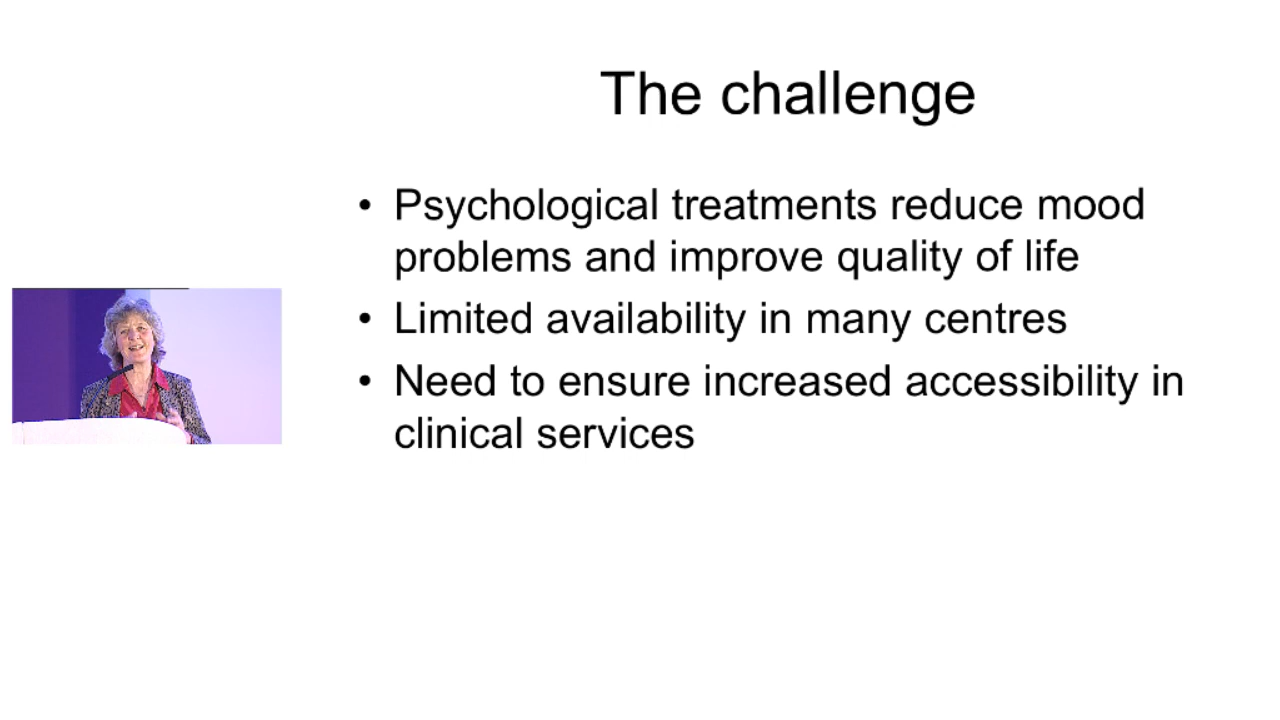 The challenge
• Psychological treatments reduce mood
problems and improve quality of life
• Limited availability in many centres
• Need to ensure increased accessibility in
clinical services